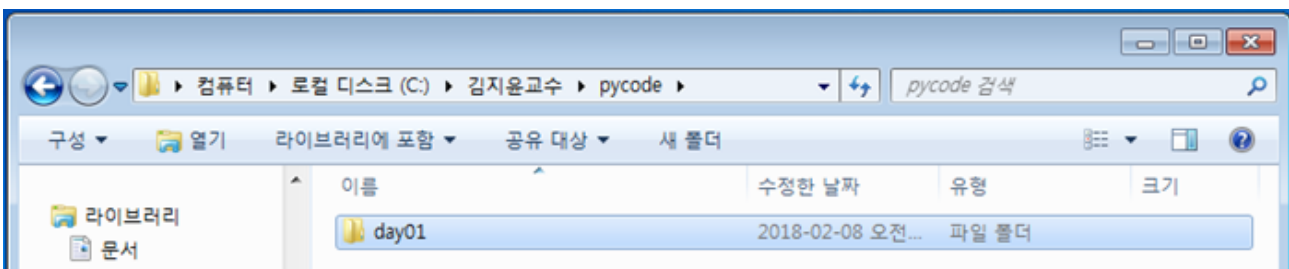 컴퓨터 ▸ 로컬 디스크 (C:) ▸ 김지윤교수 ▸ pycode ▸ pycode 검색
구성 열기 라이브러리에 포함 공유 대상 새 폴더
이름 수정한 날짜 유형 크기
라이브러리
day01 2018-02-08 오전... 파일 폴더
문서